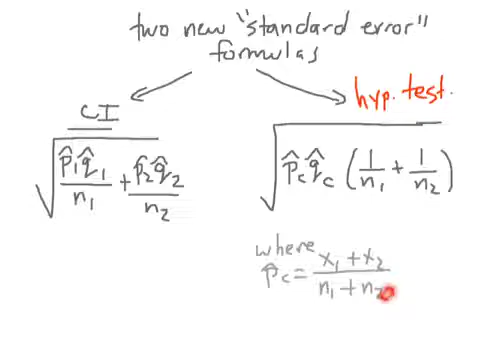 two new "standard error"
formulas
CI
hyp. test.
√(p̂₁q̂₁/n₁ + p̂₂q̂₂/n₂)
√(p̂cq̂c (1/n₁ + 1/n₂))
where
p̂c = (x₁ + x₂)/(n₁ + n₂)